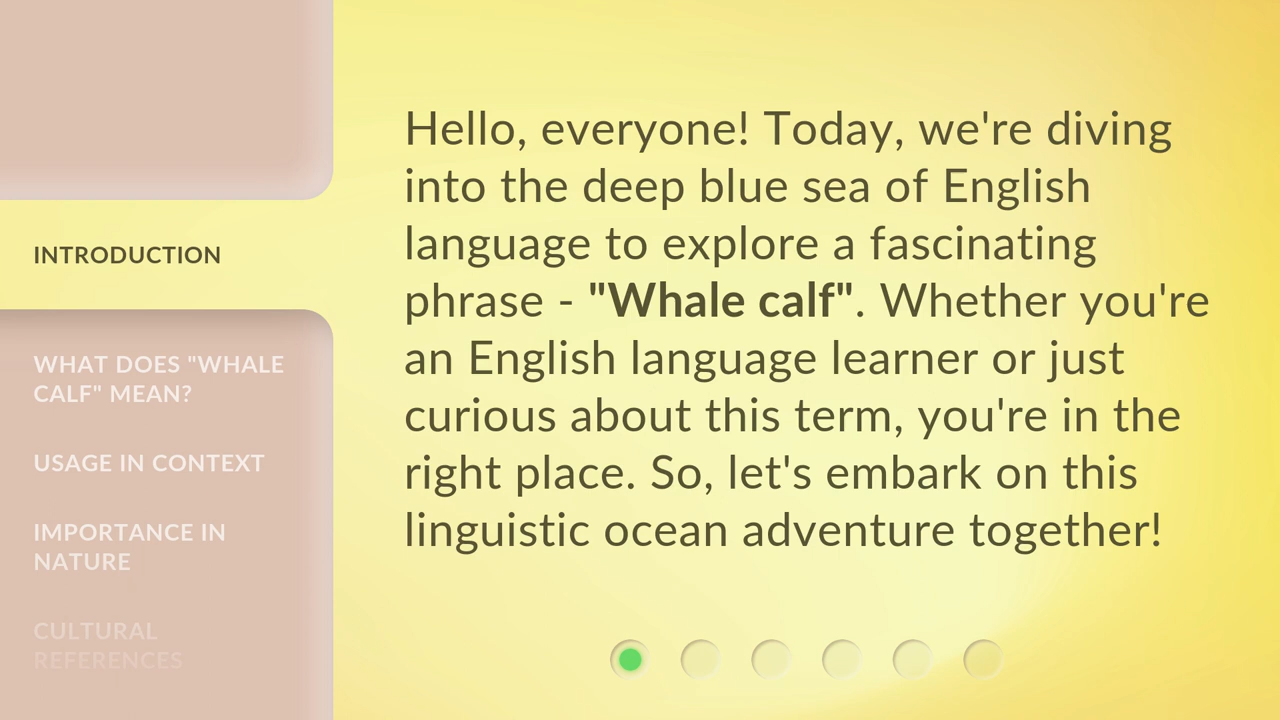 INTRODUCTION
WHAT DOES "WHALE
CALF" MEAN?
USAGE IN CONTEXT
IMPORTANCE IN
NATURE
CULTURAL
REFERENCES
Hello, everyone! Today, we're diving
into the deep blue sea of English
language to explore a fascinating
phrase - "Whale calf". Whether you're
an English language learner or just
curious about this term, you're in the
right place. So, let's embark on this
linguistic ocean adventure together!